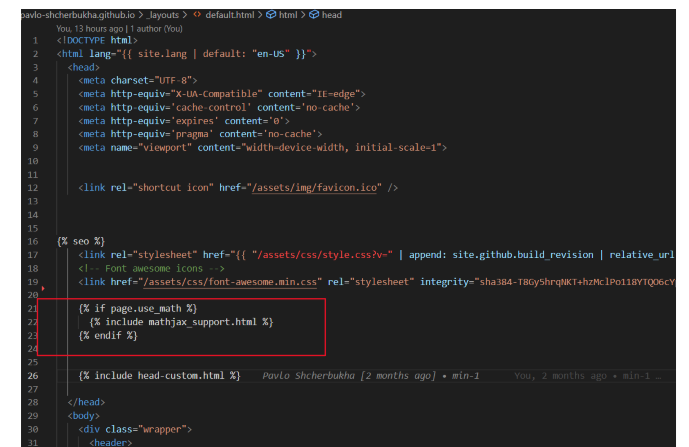 pavlo-shcherbukha.github.io > _layouts > <> default.html > html > head
You, 13 hours ago | 1 author (You)
1 <!DOCTYPE html>
2 <html lang="{{ site.lang | default: "en-US" }}">
3 <head>
4 <meta charset="UTF-8">
5 <meta http-equiv="X-UA-Compatible" content="IE=edge">
6 <meta http-equiv='cache-control' content='no-cache'>
7 <meta http-equiv='expires' content='0'>
8 <meta http-equiv='pragma' content='no-cache'>
9 <meta name="viewport" content="width=device-width, initial-scale=1">
10
11
12 <link rel="shortcut icon" href="/assets/img/favicon.ico" />
13
14
15
16 {% seo %}
17 <link rel="stylesheet" href="{{ "/assets/css/style.css?v=" | append: site.github.build_revision | relative_url
18 <!-- Font awesome icons -->
19 <link href="/assets/css/font-awesome.min.css" rel="stylesheet" integrity="sha384-T8Gy5hrqNKT+hzMclPo118YTQO6cY
20
21 {% if page.use_math %}
22 {% include mathjax_support.html %}
23 {% endif %}
24
25
26 {% include head-custom.html %} Pavlo Shcherbukha [2 months ago] • min-1 You, 2 months ago • min-1 …
27
28 </head>
29 <body>
30 <div class="wrapper">
31 <header>